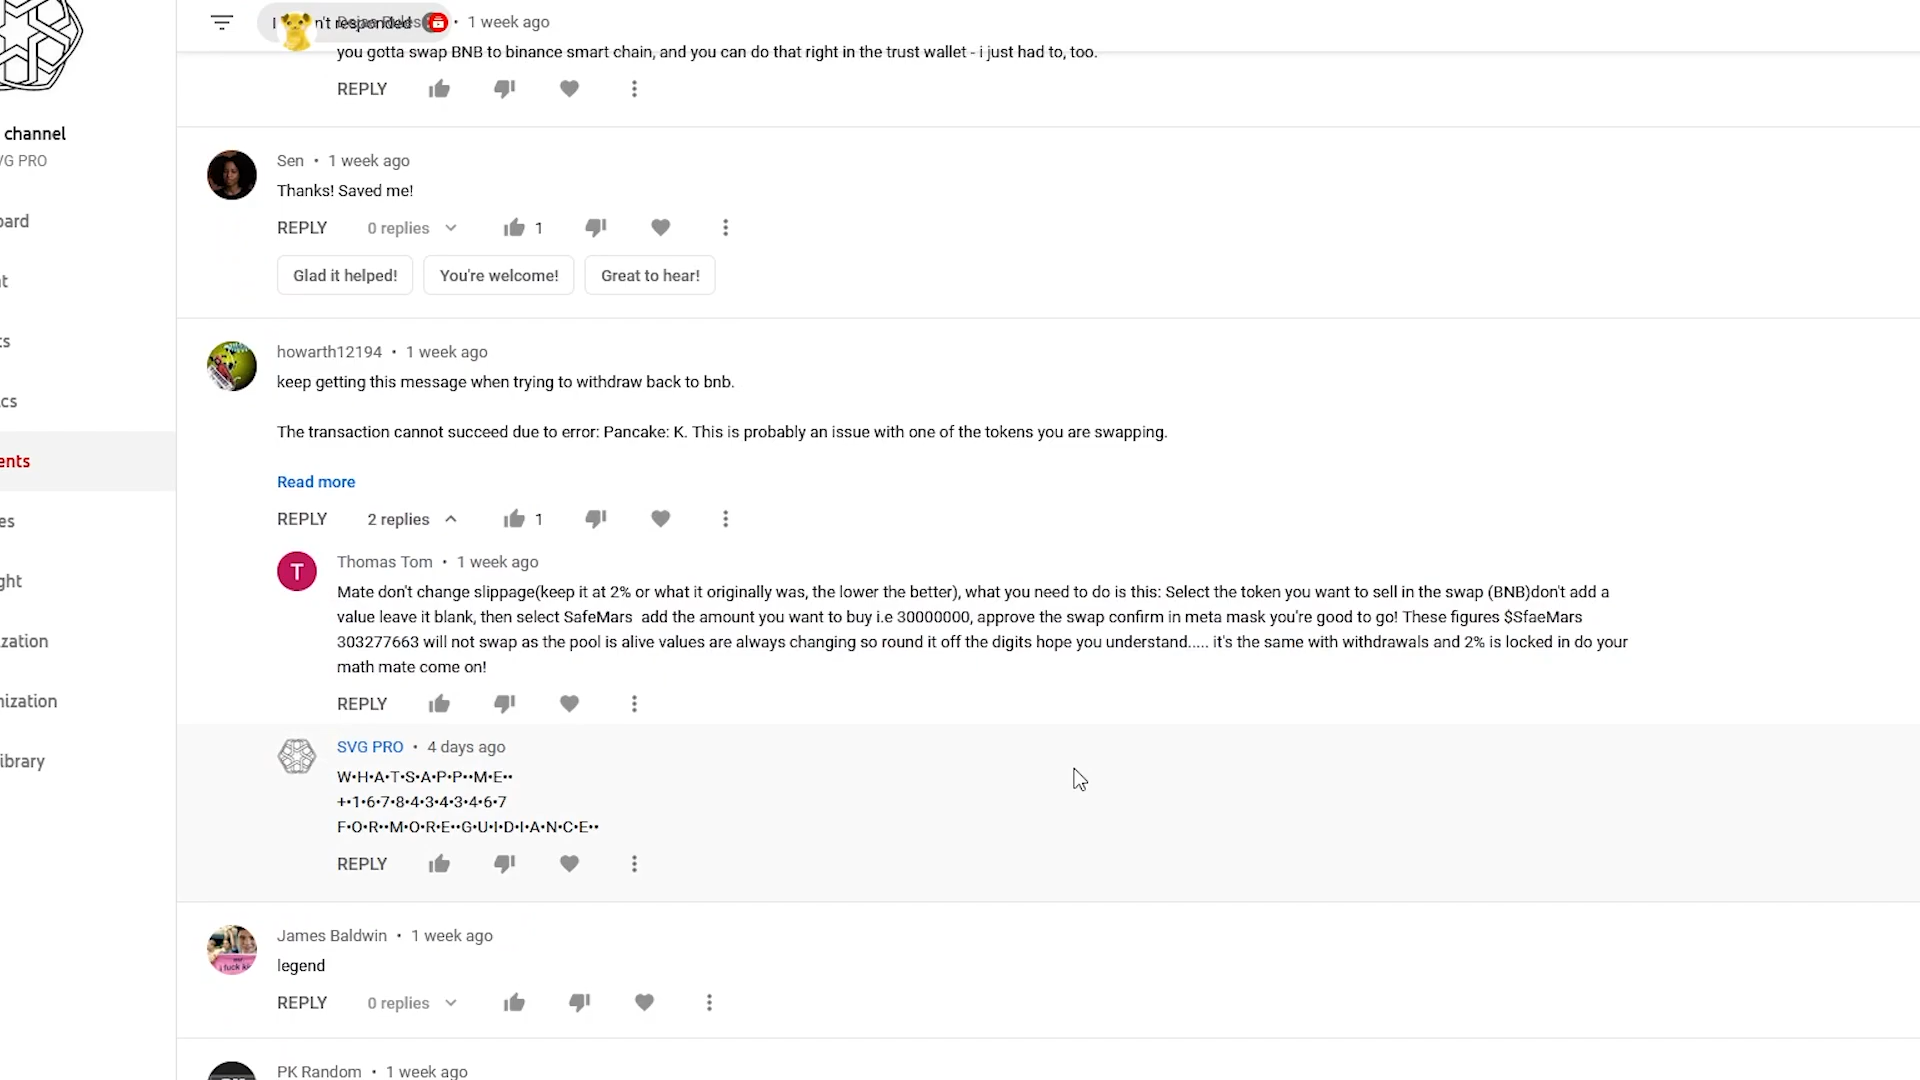 1 week ago
you gotta swap BNB to binance smart chain, and you can do that right in the trust wallet - i just had to, too.
REPLY
channel
VG PRO
oard
Sen • 1 week ago
Thanks! Saved me!
REPLY 0 replies 1
Glad it helped! You're welcome! Great to hear!
nt
ts
howarth12194 • 1 week ago
keep getting this message when trying to withdraw back to bnb.
ics
The transaction cannot succeed due to error: Pancake: K. This is probably an issue with one of the tokens you are swapping.
ents
Read more
REPLY 2 replies 1
es
T
Thomas Tom • 1 week ago
ght
Mate don't change slippage(keep it at 2% or what it originally was, the lower the better), what you need to do is this: Select the token you want to sell in the swap (BNB)don't add a
value leave it blank, then select SafeMars  add the amount you want to buy i.e 30000000, approve the swap confirm in meta mask you're good to go! These figures $SfaeMars
303277663 will not swap as the pool is alive values are always changing so round it off the digits hope you understand..... it's the same with withdrawals and 2% is locked in do your
math mate come on!
zation
nization
REPLY
SVG PRO • 4 days ago
ibrary
W•H•A•T•S•A•P•P••M•E••
+•1•6•7•8•4•3•4•3•4•6•7
F•O•R••M•O•R•E••G•U•I•D•I•A•N•C•E••
REPLY
James Baldwin • 1 week ago
legend
REPLY 0 replies
PK Random • 1 week ago